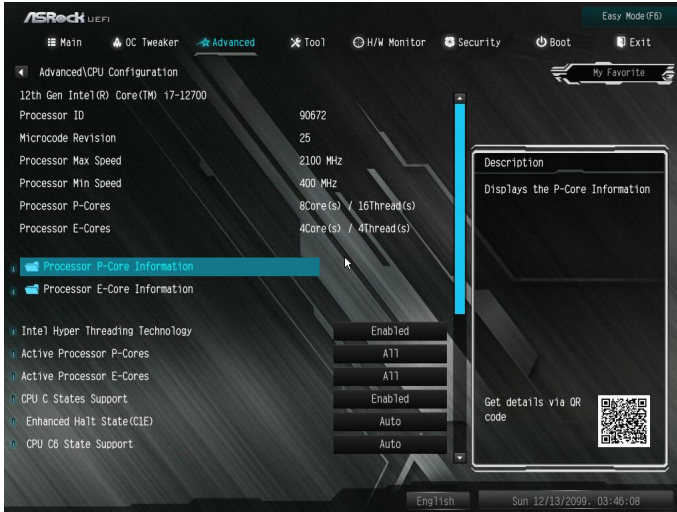 ASRock UEFI
Easy Mode(F6)
Main OC Tweaker Advanced Tool H/W Monitor Security Boot Exit
Advanced\CPU Configuration
My Favorite
12th Gen Intel(R) Core(TM) i7-12700
Processor ID 90672
Microcode Revision 25
Processor Max Speed 2100 MHz
Processor Min Speed 400 MHz
Processor P-Cores 8Core(s) / 16Thread(s)
Processor E-Cores 4Core(s) / 4Thread(s)
Processor P-Core Information
Processor E-Core Information
Intel Hyper Threading Technology Enabled
Active Processor P-Cores All
Active Processor E-Cores All
CPU C States Support Enabled
Enhanced Halt State(C1E) Auto
CPU C6 State Support Auto
Description
Displays the P-Core Information
Get details via QR
code
English
Sun 12/13/2099. 03:46:08